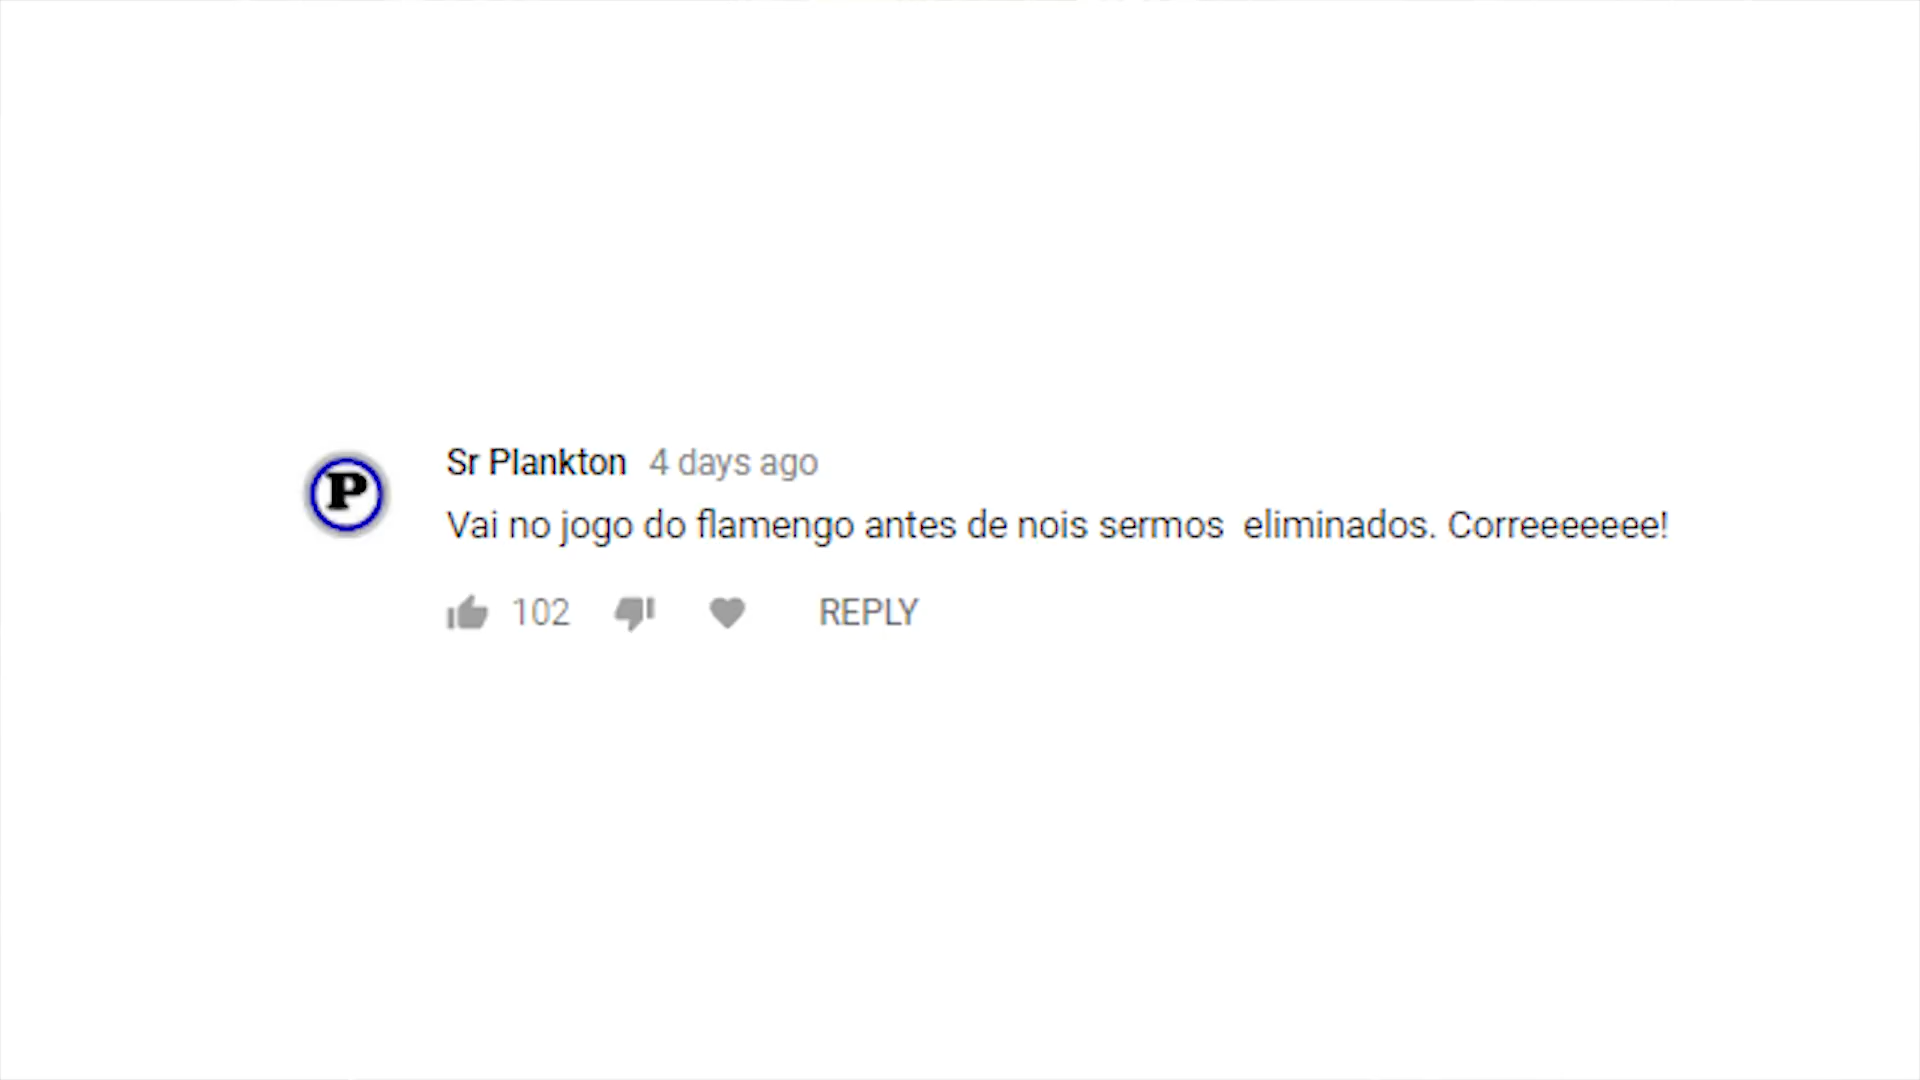 P
Sr Plankton 4 days ago
Vai no jogo do flamengo antes de nois sermos  eliminados. Correeeeeee!
102 REPLY